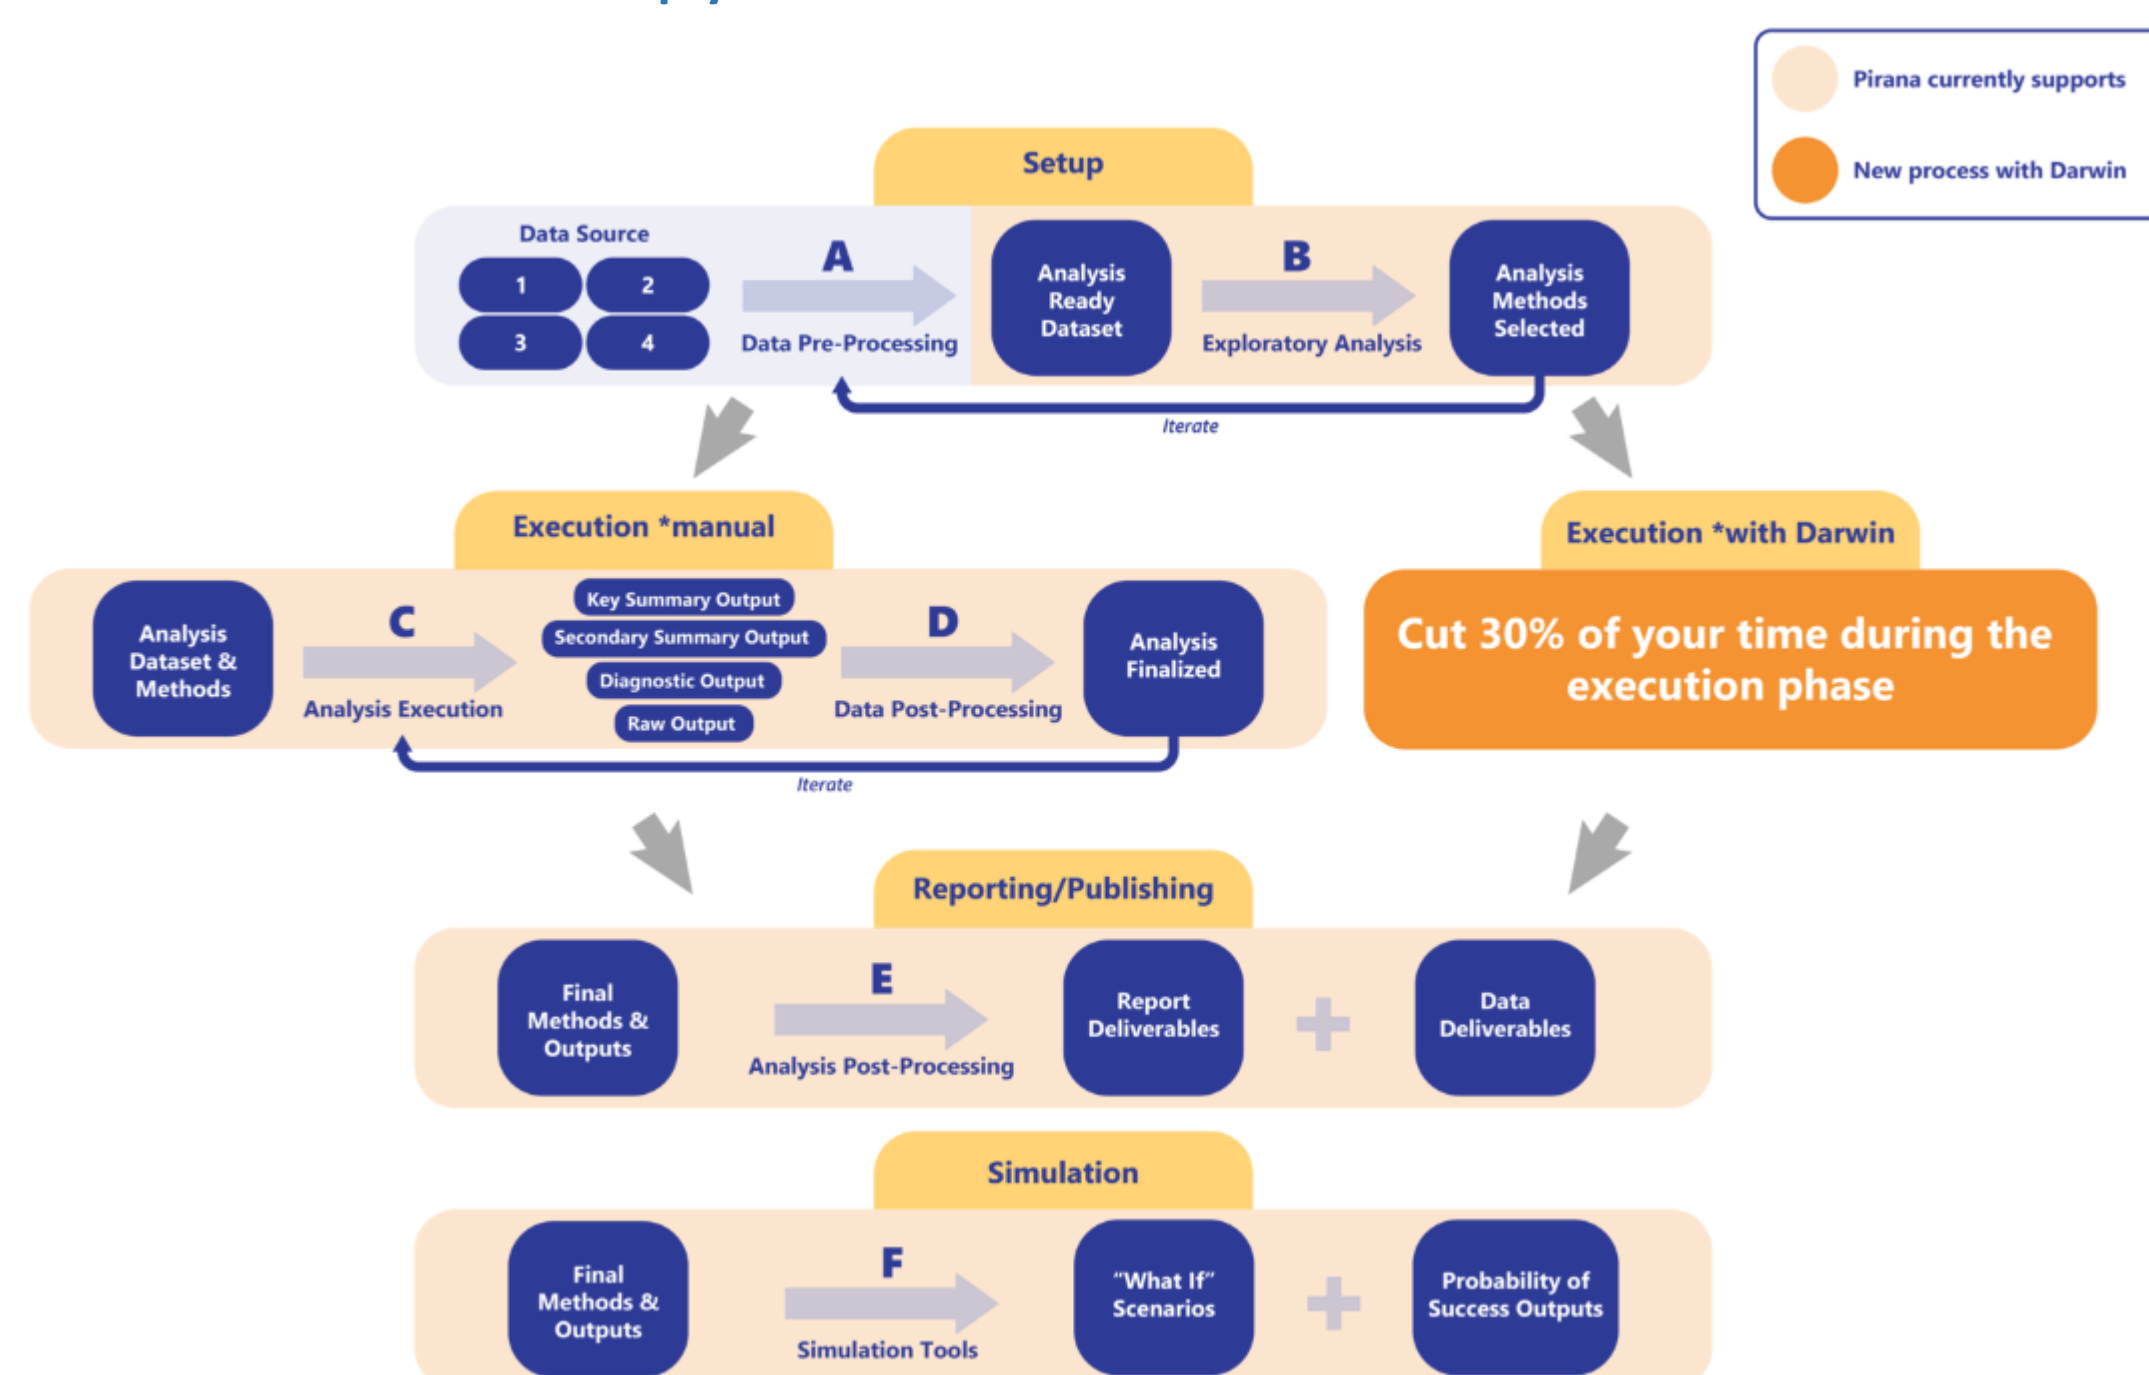 Pirana currently supports
New process with Darwin
Setup
Data Source
1
2
3
4
A
Data Pre-Processing
Analysis
Ready
Dataset
B
Exploratory Analysis
Analysis
Methods
Selected
Iterate
Execution *manual
Analysis
Dataset &
Methods
C
Analysis Execution
Key Summary Output
Secondary Summary Output
Diagnostic Output
Raw Output
D
Data Post-Processing
Analysis
Finalized
Iterate
Execution *with Darwin
Cut 30% of your time during the
execution phase
Reporting/Publishing
Final
Methods &
Outputs
E
Analysis Post-Processing
Report
Deliverables
+
Data
Deliverables
Simulation
Final
Methods &
Outputs
F
Simulation Tools
“What If”
Scenarios
+
Probability of
Success Outputs